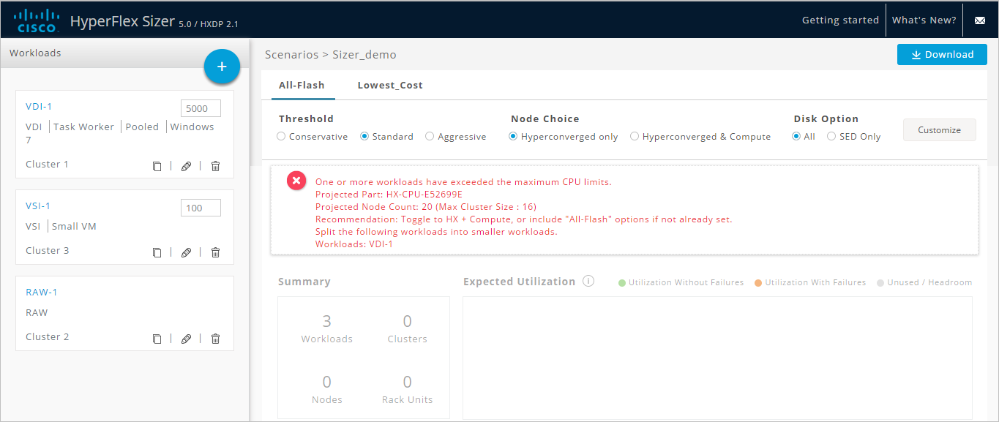 CISCO
HyperFlex Sizer 5.0 / HXDP 2.1
Getting started
What's New?
Workloads
+
VDI-1
5000
VDI Task Worker Pooled Windows
7
Cluster 1
VSI-1
100
VSI Small VM
Cluster 3
RAW-1
RAW
Cluster 2
Scenarios > Sizer_demo
Download
All-Flash
Lowest_Cost
Threshold
Conservative Standard Aggressive
Node Choice
Hyperconverged only Hyperconverged & Compute
Disk Option
All SED Only
Customize
One or more workloads have exceeded the maximum CPU limits.
Projected Part: HX-CPU-E52699E
Projected Node Count: 20 (Max Cluster Size : 16)
Recommendation: Toggle to HX + Compute, or include "All-Flash" options if not already set.
Split the following workloads into smaller workloads.
Workloads: VDI-1
Summary
3
Workloads
0
Clusters
0
Nodes
0
Rack Units
Expected Utilization i
Utilization Without Failures
Utilization With Failures
Unused / Headroom